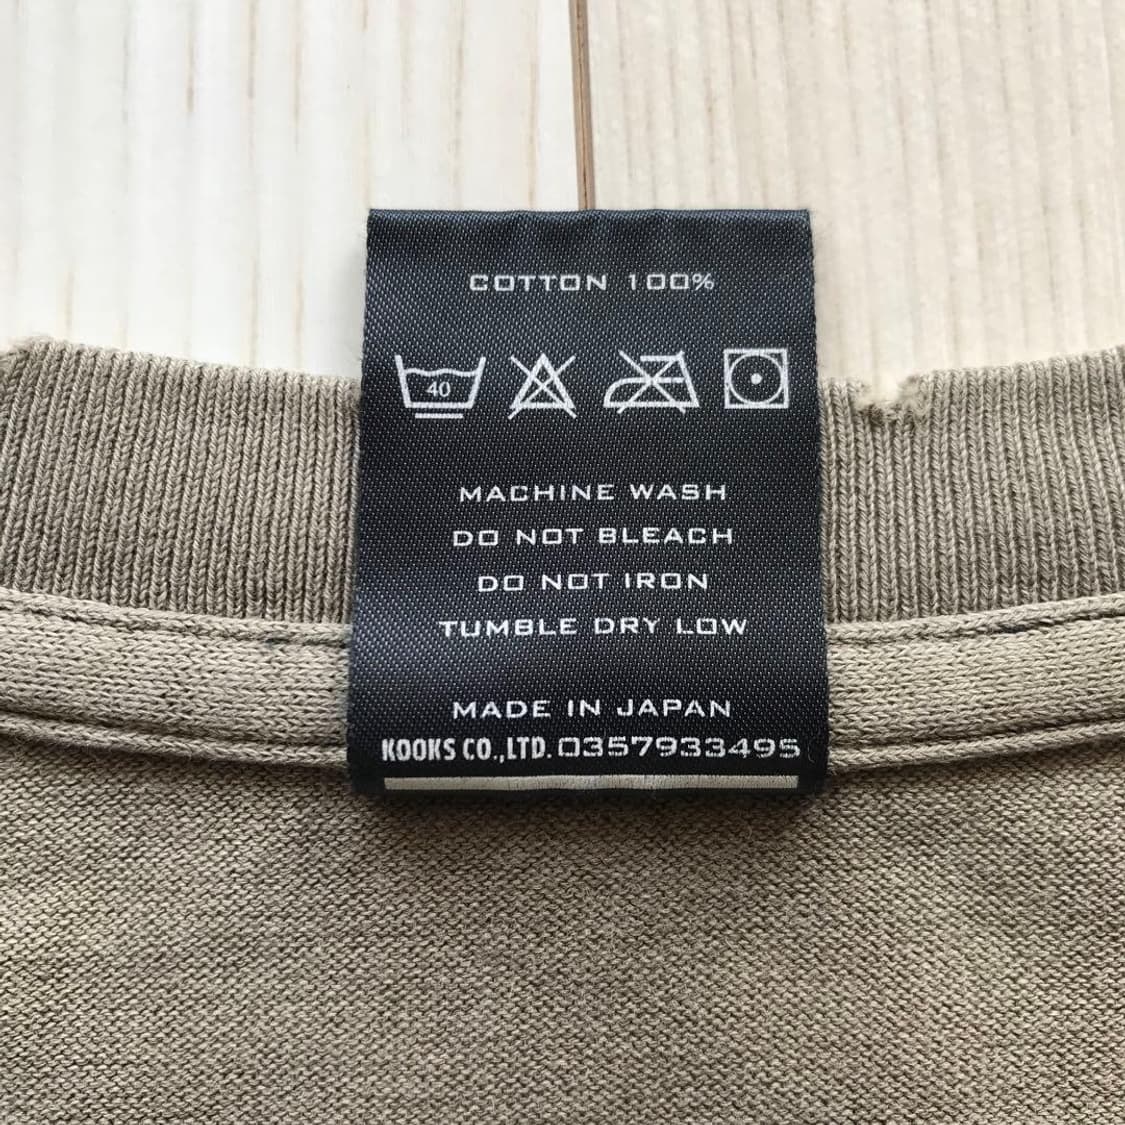 COTTON 100%
40
MACHINE WASH
DO NOT BLEACH
DO NOT IRON
TUMBLE DRY LOW
MADE IN JAPAN
KOOKS CO.,LTD. 0357933495